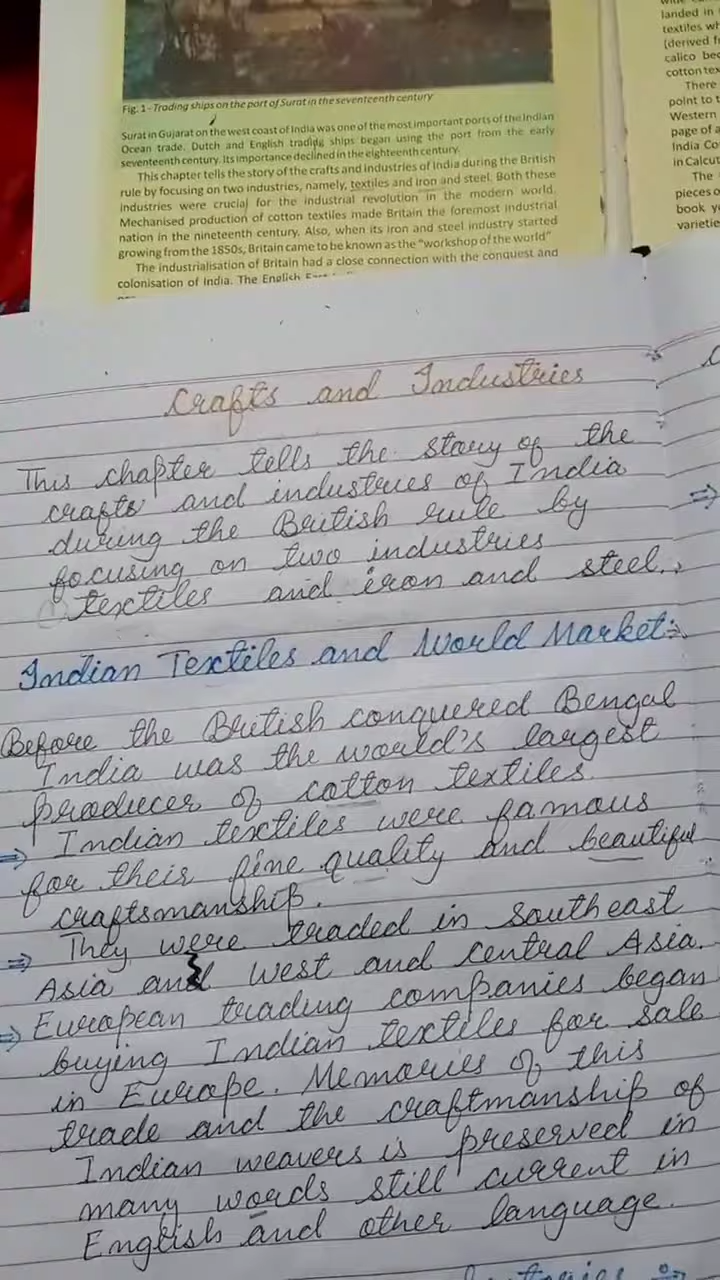 Fig. 1 - Trading ships on the port of Surat in the seventeenth century
Surat in Gujarat on the west coast of India was one of the most important ports of the Indian
Ocean trade. Dutch and English trading ships began using the port from the early
seventeenth century. Its importance declined in the eighteenth century.
This chapter tells the story of the crafts and industries of India during the British
rule by focusing on two industries, namely, textiles and iron and steel. Both these
industries were crucial for the industrial revolution in the modern world.
Mechanised production of cotton textiles made Britain the foremost industrial
nation in the nineteenth century. Also, when its iron and steel industry started
growing from the 1850s, Britain came to be known as the "workshop of the world"
The industrialisation of Britain had a close connection with the conquest and
colonisation of India. The English
landed in
textiles
(derived
calico
cotton
There
point to
Western
page of a
India Co
in Calcut
The
pieces o
book
varietie
Crafts and Industries
This chapter tells the story of the
crafts and industries of India
during the British rule by
focusing on two industries
textiles and iron and steel.
Indian Textiles and World Market:-
Before the British conquered Bengal
India was the world's largest
producer of cotton textiles.
⇒ Indian textiles were famous
for their fine quality and beautiful
craftsmanship.
⇒ They were traded in southeast
Asia and west and central Asia.
⇒ European trading companies began
buying Indian textiles for sale
in Europe. Memories of this
trade and the craftmanship of
Indian weavers is preserved in
many words still current in
English and other language.